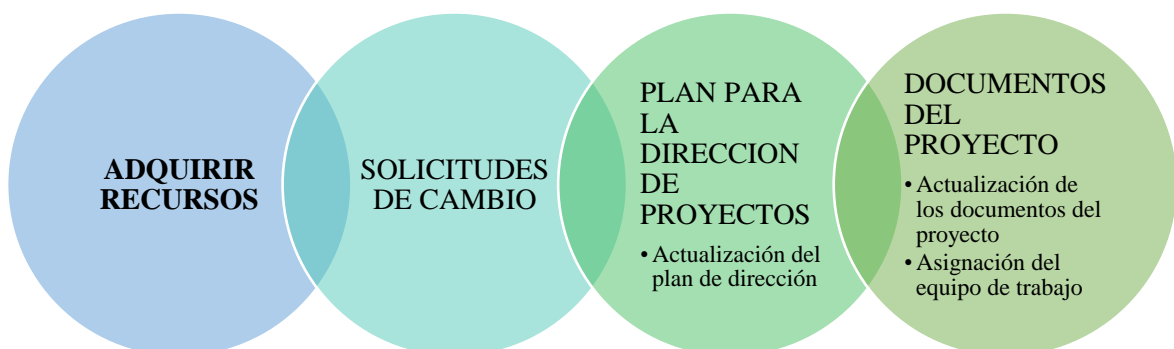 ADQUIRIR
RECURSOS
SOLICITUDES
DE CAMBIO
PLAN PARA
LA
DIRECCION
DE
PROYECTOS
• Actualización del
plan de dirección
DOCUMENTOS
DEL
PROYECTO
• Actualización de
los documentos del
proyecto
• Asignación del
equipo de trabajo